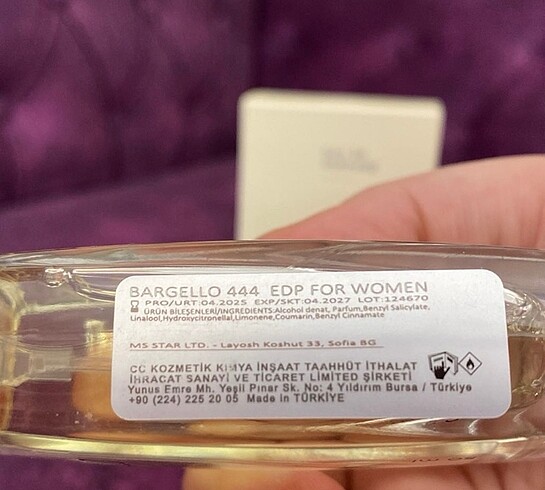 BARGELLO 444 EDP FOR WOMEN
PRO/URT:04.2025 EXP/SKT:04.2027 LOT:124670
ÜRÜN BİLEŞENLERİ/INGREDIENTS:Alcohol denat, Parfum,Benzyl Salicylate,
Linalool,Hydroxycitronellal,Limonene,Coumarin,Benzyl Cinnamate
MS STAR LTD. - Layosh Koshut 33, Sofia BG
CC KOZMETİK KİMYA İNŞAAT TAAHHÜT İTHALAT
İHRACAT SANAYİ VE TİCARET LİMİTED ŞİRKETİ
Yunus Emre Mh. Yeşil Pınar Sk. No: 4 Yıldırım Bursa / Türkiye
+90 (224) 225 20 05 Made in TÜRKİYE